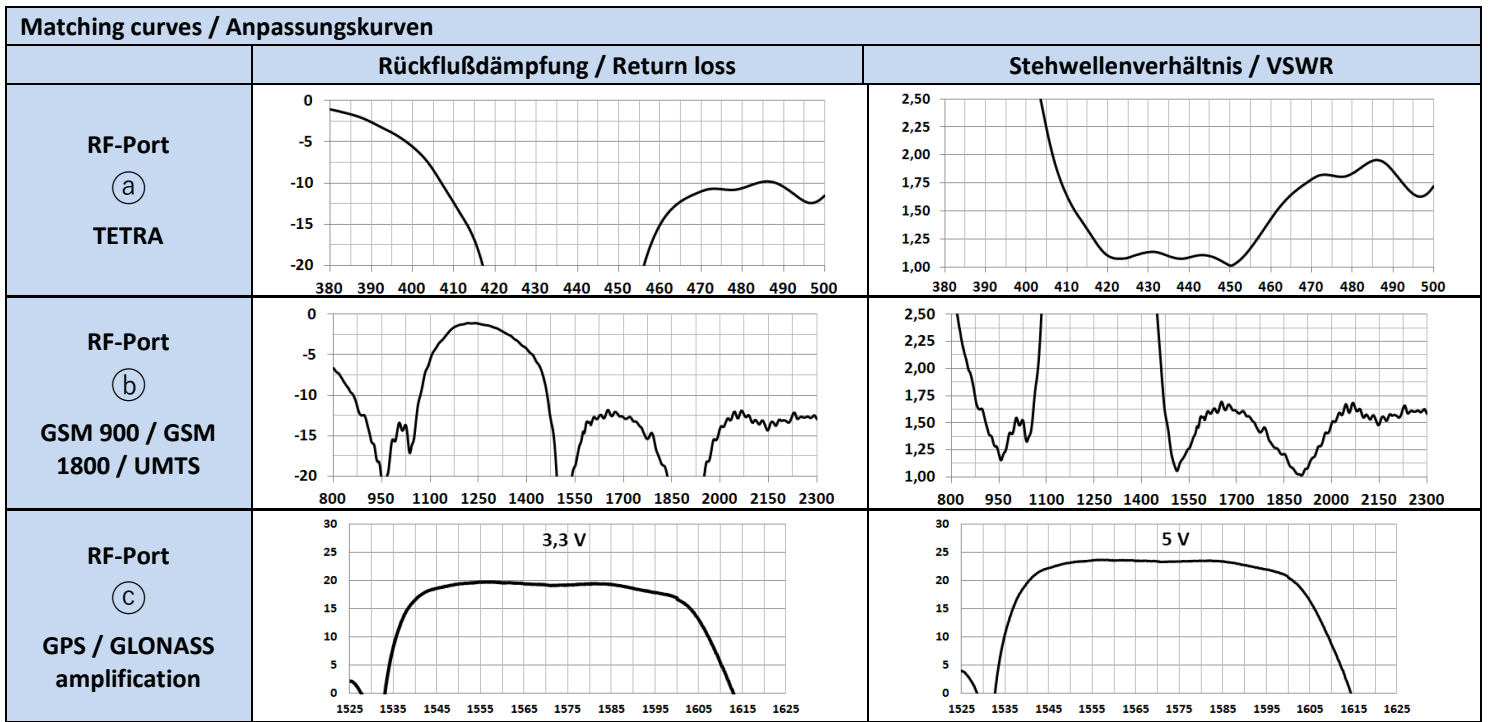 Matching curves / Anpassungskurven
Rückflußdämpfung / Return loss
Stehwellenverhältnis / VSWR
RF-Port
ⓐ
TETRA
0
-5
-10
-15
-20
380 390 400 410 420 430 440 450 460 470 480 490 500
2,50
2,25
2,00
1,75
1,50
1,25
1,00
380 390 400 410 420 430 440 450 460 470 480 490 500
RF-Port
ⓑ
GSM 900 / GSM
1800 / UMTS
0
-5
-10
-15
-20
800 950 1100 1250 1400 1550 1700 1850 2000 2150 2300
2,50
2,25
2,00
1,75
1,50
1,25
1,00
800 950 1100 1250 1400 1550 1700 1850 2000 2150 2300
RF-Port
ⓒ
GPS / GLONASS
amplification
3,3 V
30
25
20
15
10
5
0
1525 1535 1545 1555 1565 1575 1585 1595 1605 1615 1625
5 V
30
25
20
15
10
5
0
1525 1535 1545 1555 1565 1575 1585 1595 1605 1615 1625